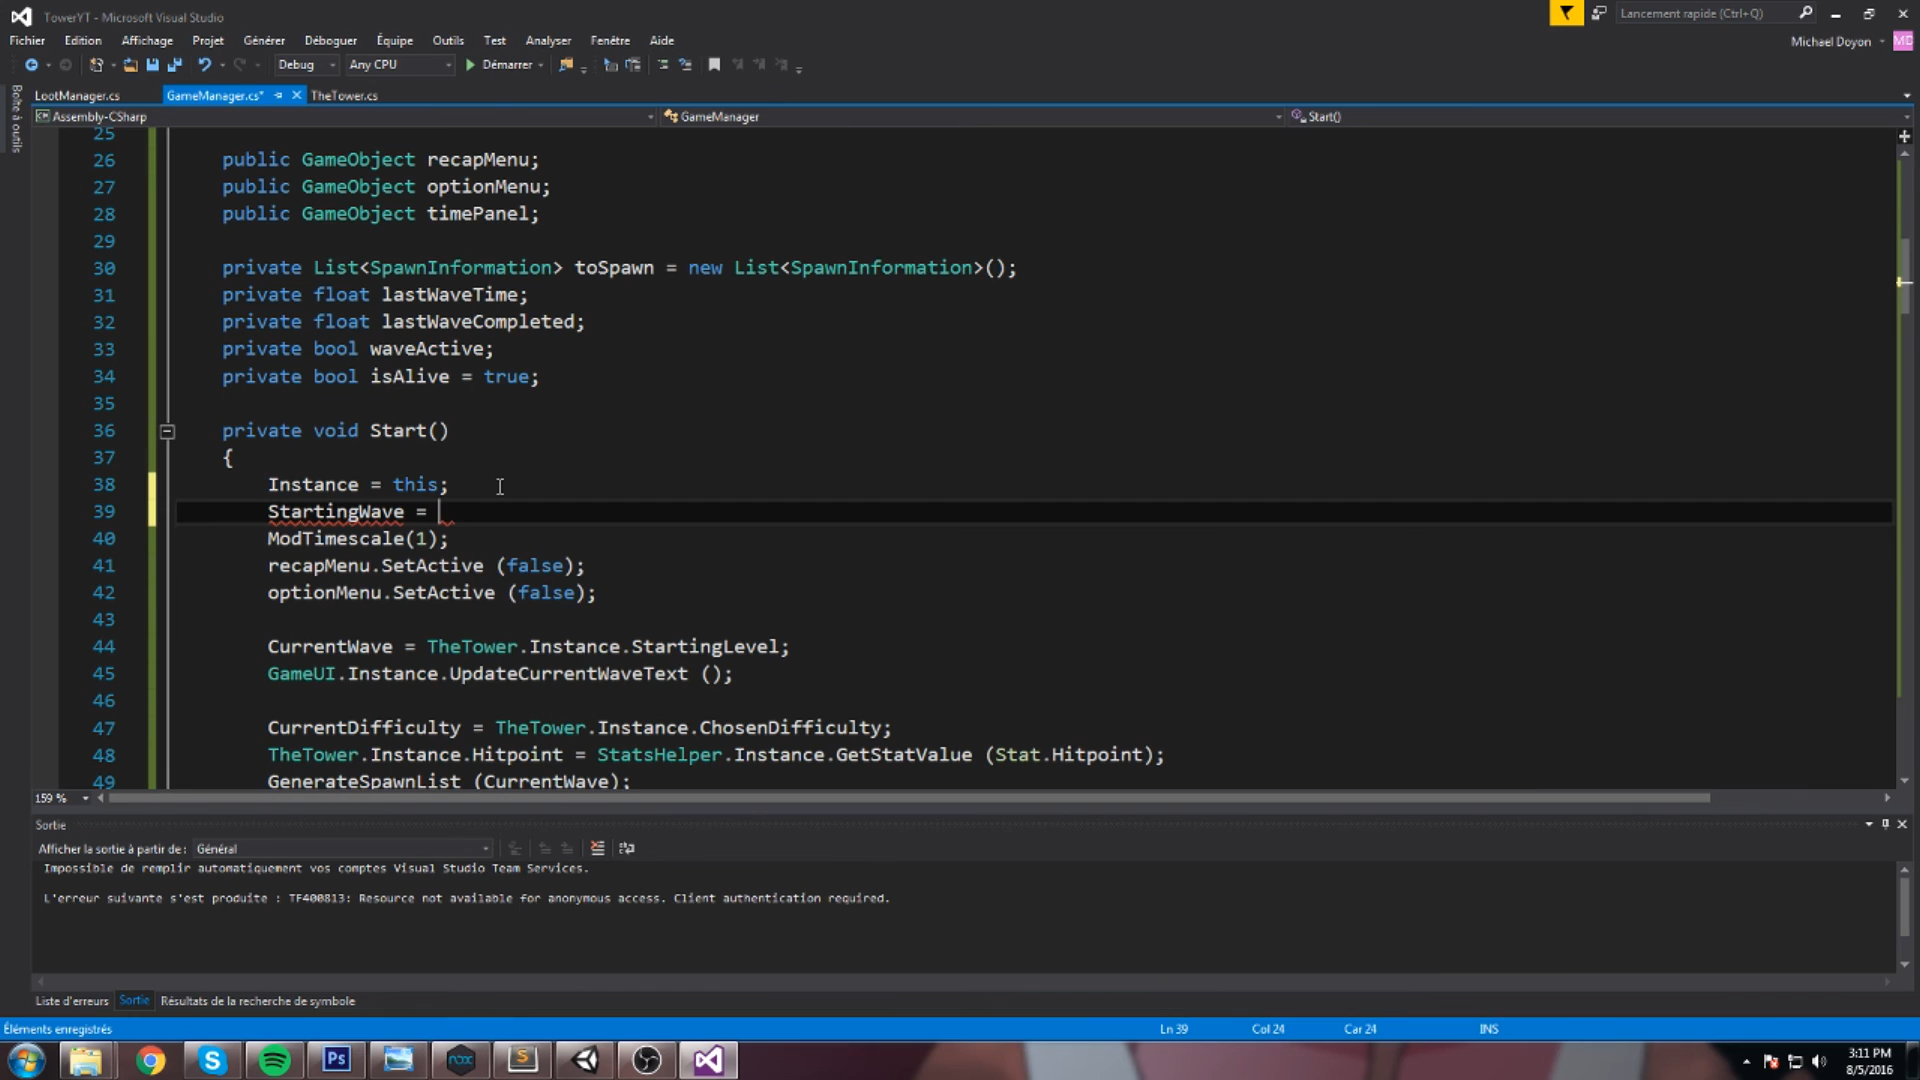 TowerYT - Microsoft Visual Studio
Lancement rapide (Ctrl+Q)
Fichier Edition Affichage Projet Générer Déboguer Équipe Outils Test Analyser Fenêtre Aide
Michael Doyon MD
Debug Any CPU Démarrer
Boîte à outils
LootManager.cs GameManager.cs* TheTower.cs
Assembly-CSharp GameManager Start()
25
26 public GameObject recapMenu;
27 public GameObject optionMenu;
28 public GameObject timePanel;
29
30 private List<SpawnInformation> toSpawn = new List<SpawnInformation>();
31 private float lastWaveTime;
32 private float lastWaveCompleted;
33 private bool waveActive;
34 private bool isAlive = true;
35
36 private void Start()
37 {
38 Instance = this;
39 StartingWave =
40 ModTimescale(1);
41 recapMenu.SetActive (false);
42 optionMenu.SetActive (false);
43
44 CurrentWave = TheTower.Instance.StartingLevel;
45 GameUI.Instance.UpdateCurrentWaveText ();
46
47 CurrentDifficulty = TheTower.Instance.ChosenDifficulty;
48 TheTower.Instance.Hitpoint = StatsHelper.Instance.GetStatValue (Stat.Hitpoint);
49 GenerateSpawnList (CurrentWave);
159 %
Sortie
Afficher la sortie à partir de : Général
Impossible de remplir automatiquement vos comptes Visual Studio Team Services.
L'erreur suivante s'est produite : TF400813: Resource not available for anonymous access. Client authentication required.
Liste d'erreurs Sortie Résultats de la recherche de symbole
Éléments enregistrés Ln 39 Col 24 Car 24 INS
Ps nox S
3:11 PM
8/5/2016